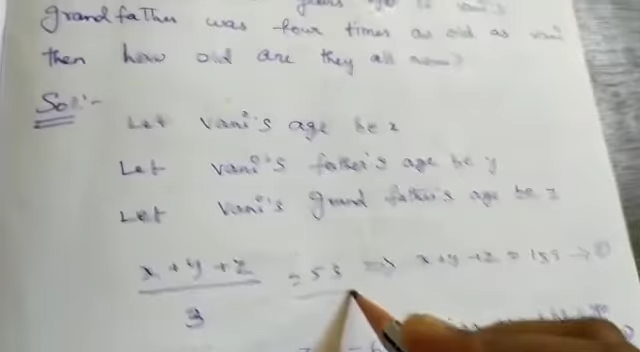 grandfather was four times as old as vani
then how old are they all now?
Sol:-
Let vani's age be x
Let vani's father's age be y
Let vani's grand father's age be z
x+y+z / 3 = 53 => x+y+z = 159 →